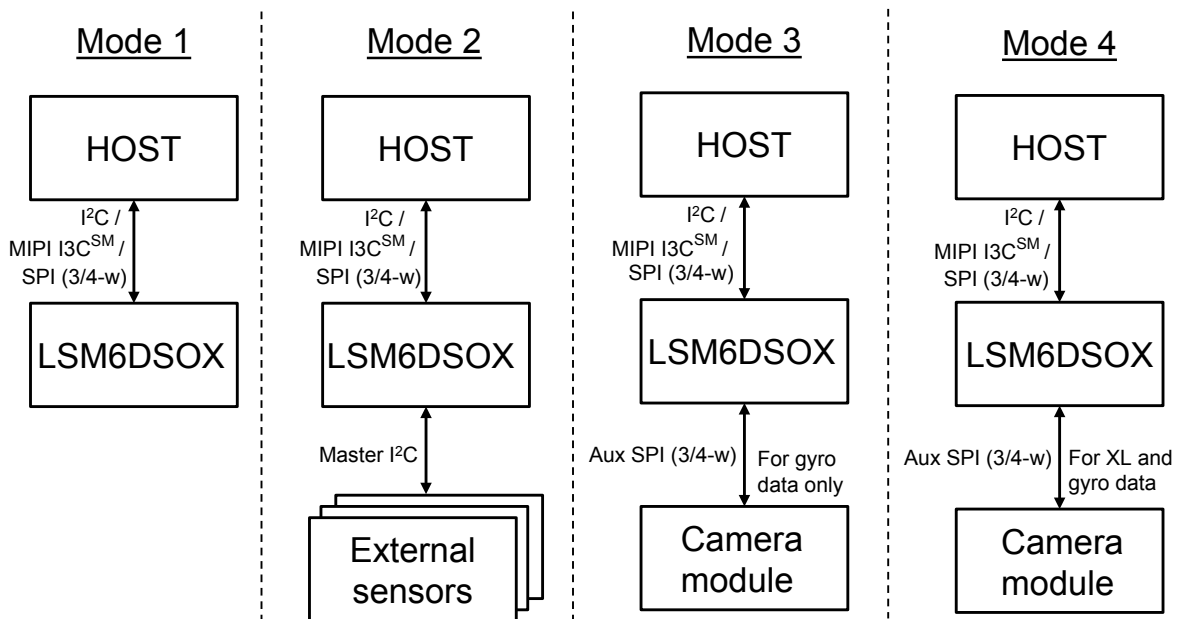 Mode 1
HOST
I²C /
MIPI I3C^SM /
SPI (3/4-w)
LSM6DSOX
Mode 2
HOST
I²C /
MIPI I3C^SM /
SPI (3/4-w)
LSM6DSOX
Master I²C
External
sensors
Mode 3
HOST
I²C /
MIPI I3C^SM /
SPI (3/4-w)
LSM6DSOX
Aux SPI (3/4-w)
For gyro
data only
Camera
module
Mode 4
HOST
I²C /
MIPI I3C^SM /
SPI (3/4-w)
LSM6DSOX
Aux SPI (3/4-w)
For XL and
gyro data
Camera
module